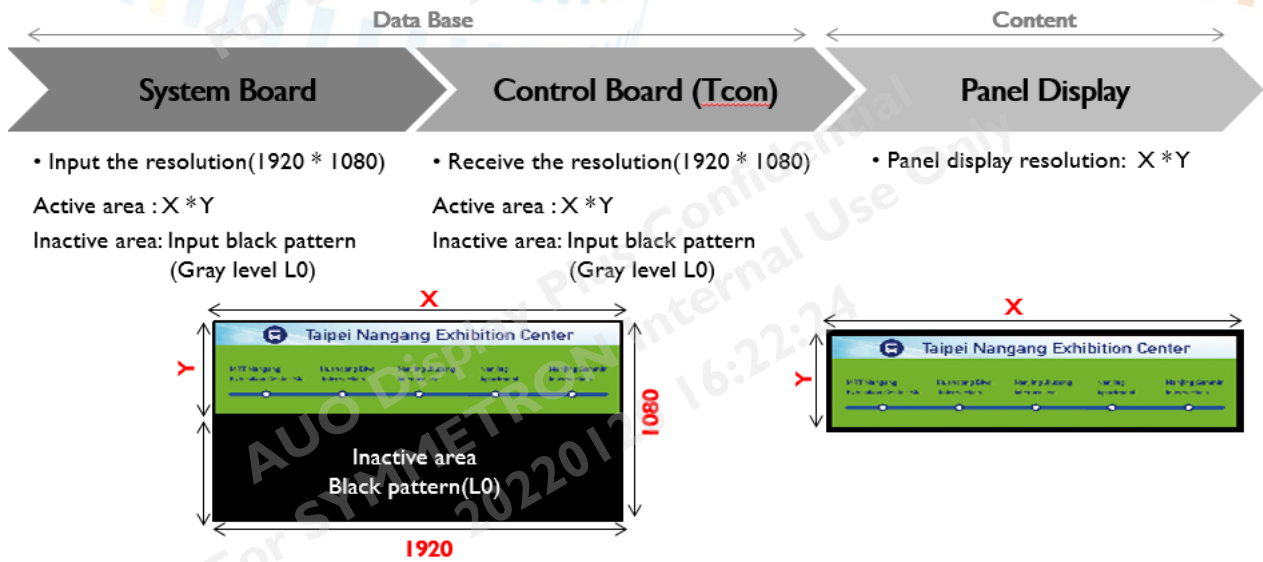 Data Base
Content
System Board
Control Board (Tcon)
Panel Display
• Input the resolution(1920 * 1080)
Active area : X *Y
Inactive area: Input black pattern
(Gray level L0)
• Receive the resolution(1920 * 1080)
Active area : X *Y
Inactive area: Input black pattern
(Gray level L0)
• Panel display resolution: X *Y
X
Y
Taipei Nangang Exhibition Center
1080
Inactive area
Black pattern(L0)
1920
X
Y
Taipei Nangang Exhibition Center
AUO Display Plus Confidential
For SYMMETRON Internal Use Only
16:22:24